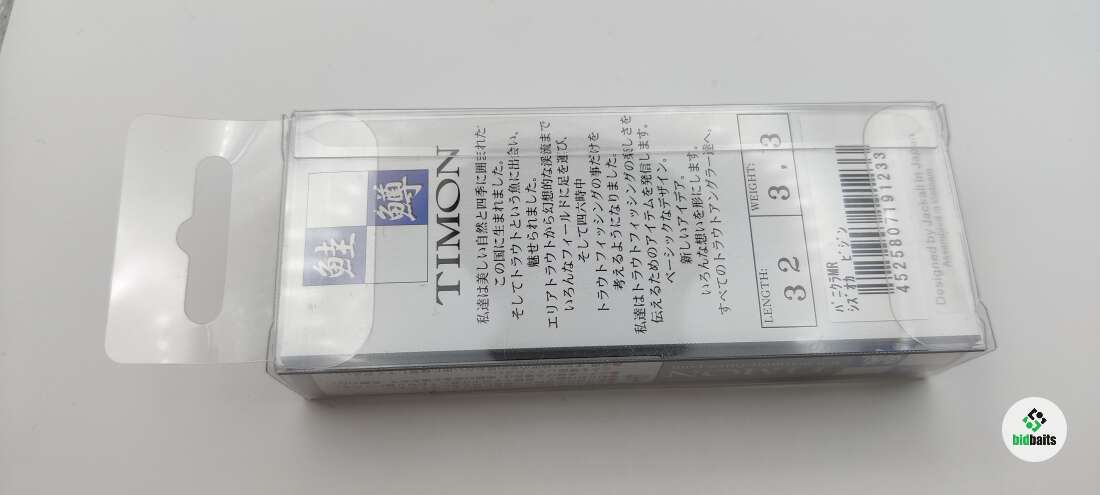 鮭
鱒
TIMON
私達は美しい自然と四季に囲まれた
この国に生まれました。
そしてトラウトという魚に出会い、
魅せられました。
エリアトラウトから幻想的な渓流まで
いろんなフィールドに足を運び、
そして四六時中
トラウトフィッシングの事だけを
考えるようになりました。
私達はトラウトフィッシングの楽しさを
伝えるためのアイテムを発信します。
ベーシックなデザイン。
新しいアイデア。
いろんな想いを形にします。
すべてのトラウトアングラー達へ、
LENGTH: WEIGHT:
32 3,3
パニクラMR
シズオカ ビジン
4525807191233
Designed by Jackall in Japan
bidbaits